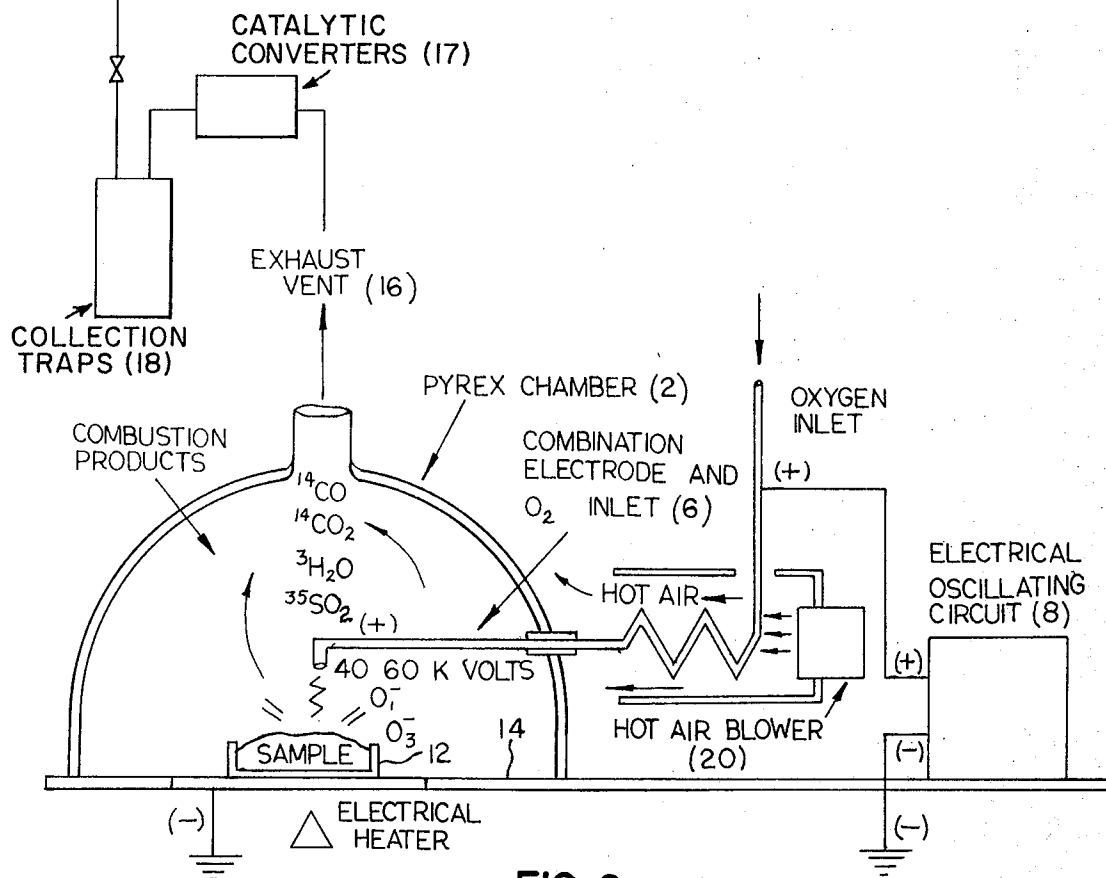 CATALYTIC
CONVERTERS (17)
EXHAUST
VENT (16)
COLLECTION
TRAPS (18)
PYREX CHAMBER (2)
OXYGEN
INLET
COMBUSTION
PRODUCTS
COMBINATION
ELECTRODE AND
O₂ INLET (6)
(+)
¹⁴CO
¹⁴CO₂
³H₂O
³⁵SO₂
(+)
HOT AIR
ELECTRICAL
OSCILLATING
CIRCUIT (8)
40 60 K VOLTS
(+)
O₁⁻
O₃⁻
SAMPLE
12
14
HOT AIR BLOWER
(20)
(-)
(-)
ELECTRICAL
HEATER
(-)